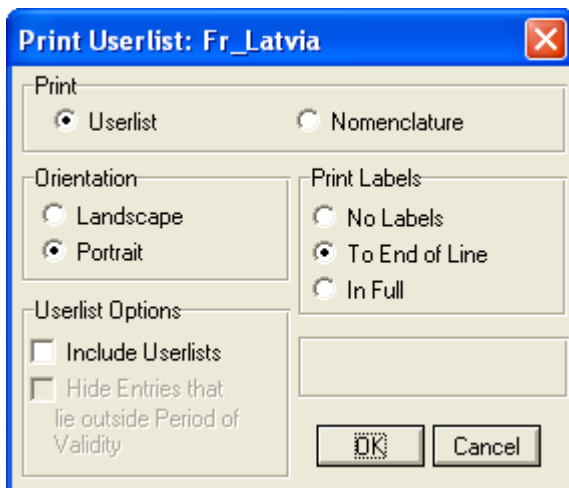 Print Userlist: Fr_Latvia
Print
Userlist
Nomenclature
Orientation
Landscape
Portrait
Print Labels
No Labels
To End of Line
In Full
Userlist Options
Include Userlists
Hide Entries that
lie outside Period of
Validity
OK
Cancel